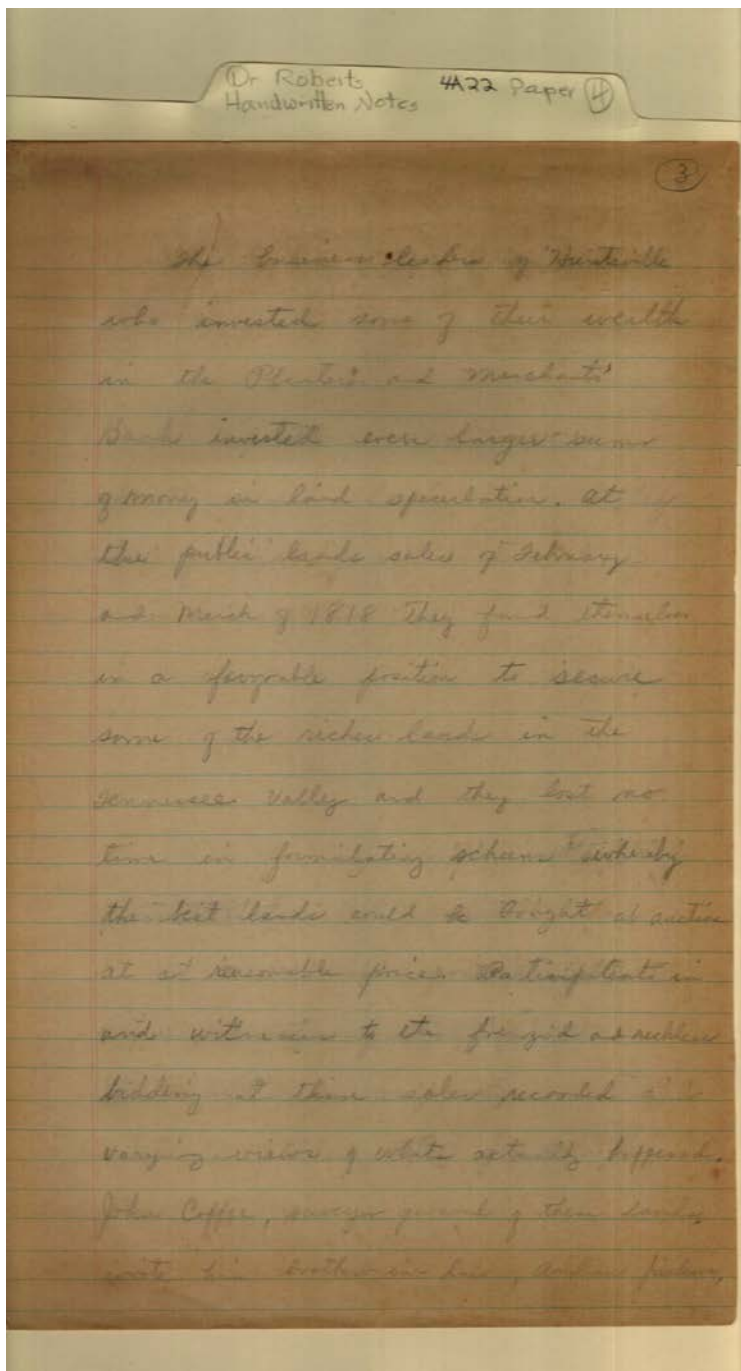 Dr Roberts 4A22 Paper 4
Handwritten Notes
3
The business leaders of Huntsville
who invested some of their wealth
in the Planters and Merchants'
Bank invested even larger sums
of money in land speculation. At
the public lands sales of February
and March of 1818 they found themselves
in a favorable position to secure
some of the richest lands in the
Tennessee Valley and they lost no
time in formulating schemes whereby
the best lands could be bought at auction
at a reasonable price. Participants in
and witnesses to the frenzied and reckless
bidding at these sales recorded
varying views of what actually happened.
John Coffee, surveyor general of these lands,
wrote his brother in law, Andrew Jackson,